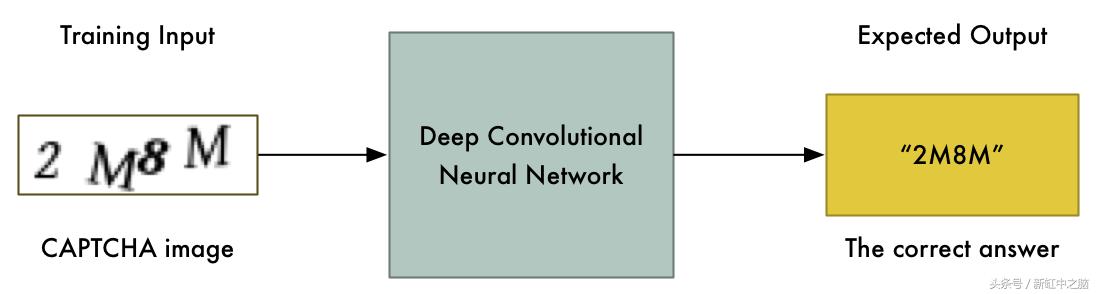 Training Input
2 M8 M
CAPTCHA image
Deep Convolutional
Neural Network
Expected Output
“2M8M”
The correct answer
头条号 / 新缸中之脑